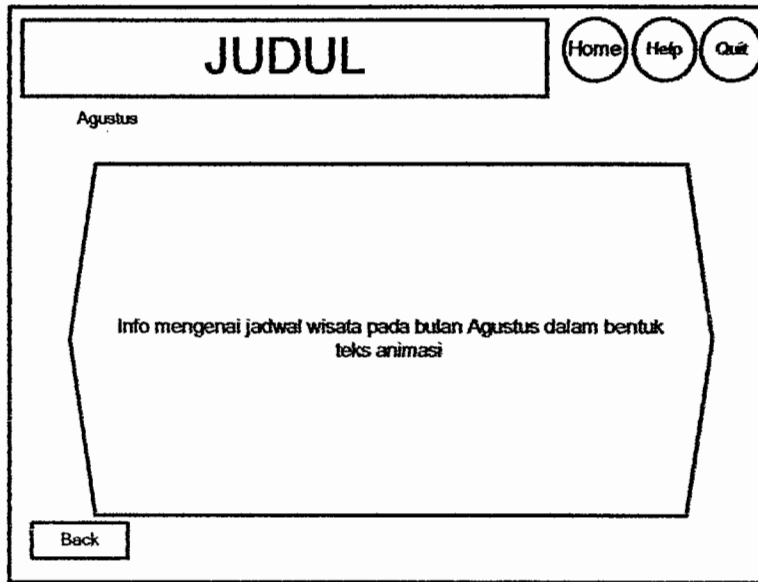 JUDUL
Home Help Quit
Agustus
Info mengenai jadwal wisata pada bulan Agustus dalam bentuk
teks animasi
Back